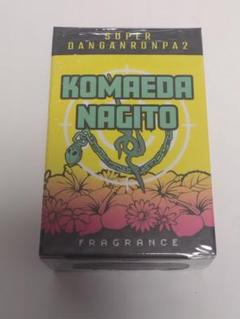 SUPER
DANGANRONPA2
KOMAEDA
NAGITO
FRAGRANCE